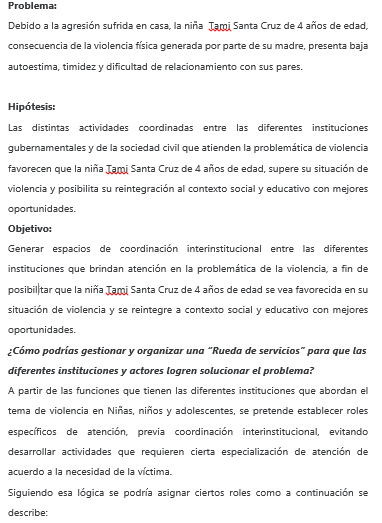 Problema:
Debido a la agresión sufrida en casa, la niña Tami Santa Cruz de 4 años de edad,
consecuencia de la violencia física generada por parte de su madre, presenta baja
autoestima, timidez y dificultad de relacionamiento con sus pares.
Hipótesis:
Las distintas actividades coordinadas entre las diferentes instituciones
gubernamentales y de la sociedad civil que atienden la problemática de violencia
favorecen que la niña Tami Santa Cruz de 4 años de edad, supere su situación de
violencia y posibilita su reintegración al contexto social y educativo con mejores
oportunidades.
Objetivo:
Generar espacios de coordinación interinstitucional entre las diferentes
instituciones que brindan atención en la problemática de la violencia, a fin de
posibilitar que la niña Tami Santa Cruz de 4 años de edad se vea favorecida en su
situación de violencia y se reintegre a contexto social y educativo con mejores
oportunidades.
¿Cómo podrías gestionar y organizar una “Rueda de servicios” para que las
diferentes instituciones y actores logren solucionar el problema?
A partir de las funciones que tienen las diferentes instituciones que abordan el
tema de violencia en Niñas, niños y adolescentes, se pretende establecer roles
específicos de atención, previa coordinación interinstitucional, evitando
desarrollar actividades que requieren cierta especialización de atención de
acuerdo a la necesidad de la víctima.
Siguiendo esa lógica se podría asignar ciertos roles como a continuación se
describe: